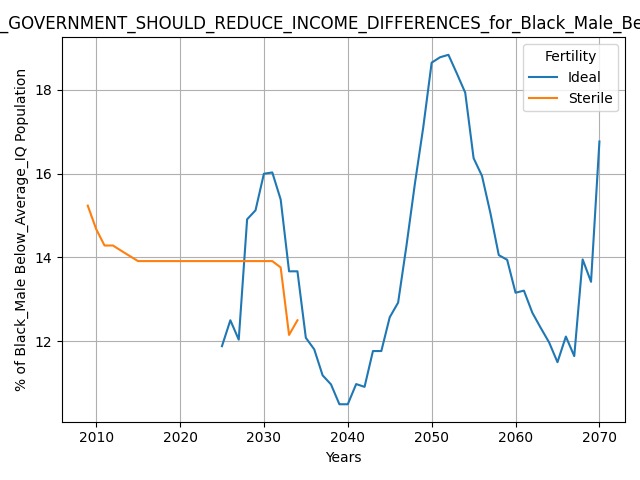 _GOVERNMENT_SHOULD_REDUCE_INCOME_DIFFERENCES_for_Black_Male_Be
% of Black_Male Below_Average_IQ Population
18
16
14
12
Fertility
Ideal
Sterile
2010 2020 2030 2040 2050 2060 2070
Years